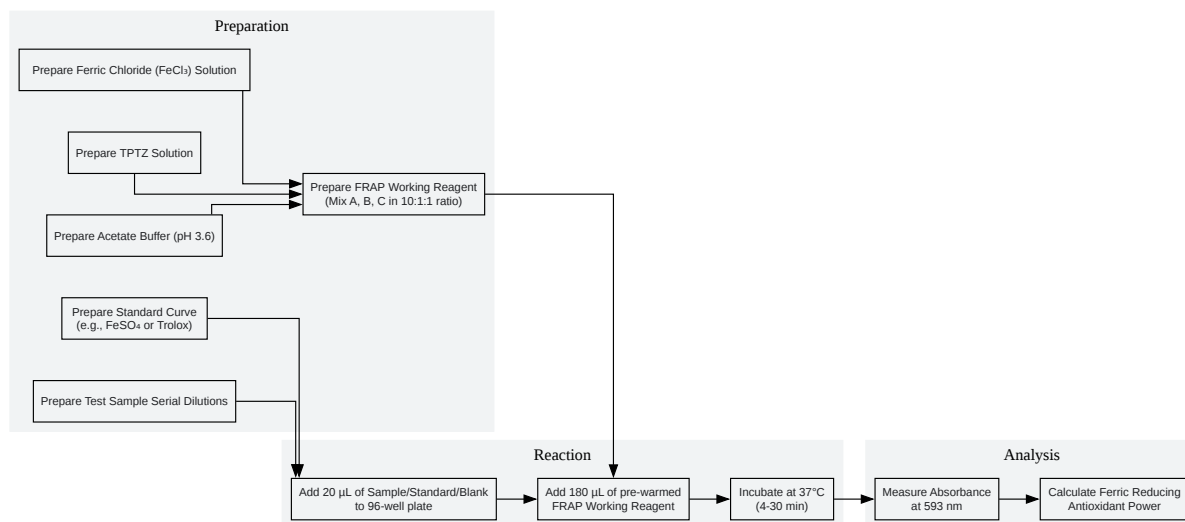 Preparation
Prepare Ferric Chloride (FeCl₃) Solution
Prepare TPTZ Solution
Prepare FRAP Working Reagent
(Mix A, B, C in 10:1:1 ratio)
Prepare Acetate Buffer (pH 3.6)
Prepare Standard Curve
(e.g., FeSO₄ or Trolox)
Prepare Test Sample Serial Dilutions
Reaction
Add 20 µL of Sample/Standard/Blank
to 96-well plate
Add 180 µL of pre-warmed
FRAP Working Reagent
Incubate at 37°C
(4-30 min)
Analysis
Measure Absorbance
at 593 nm
Calculate Ferric Reducing
Antioxidant Power